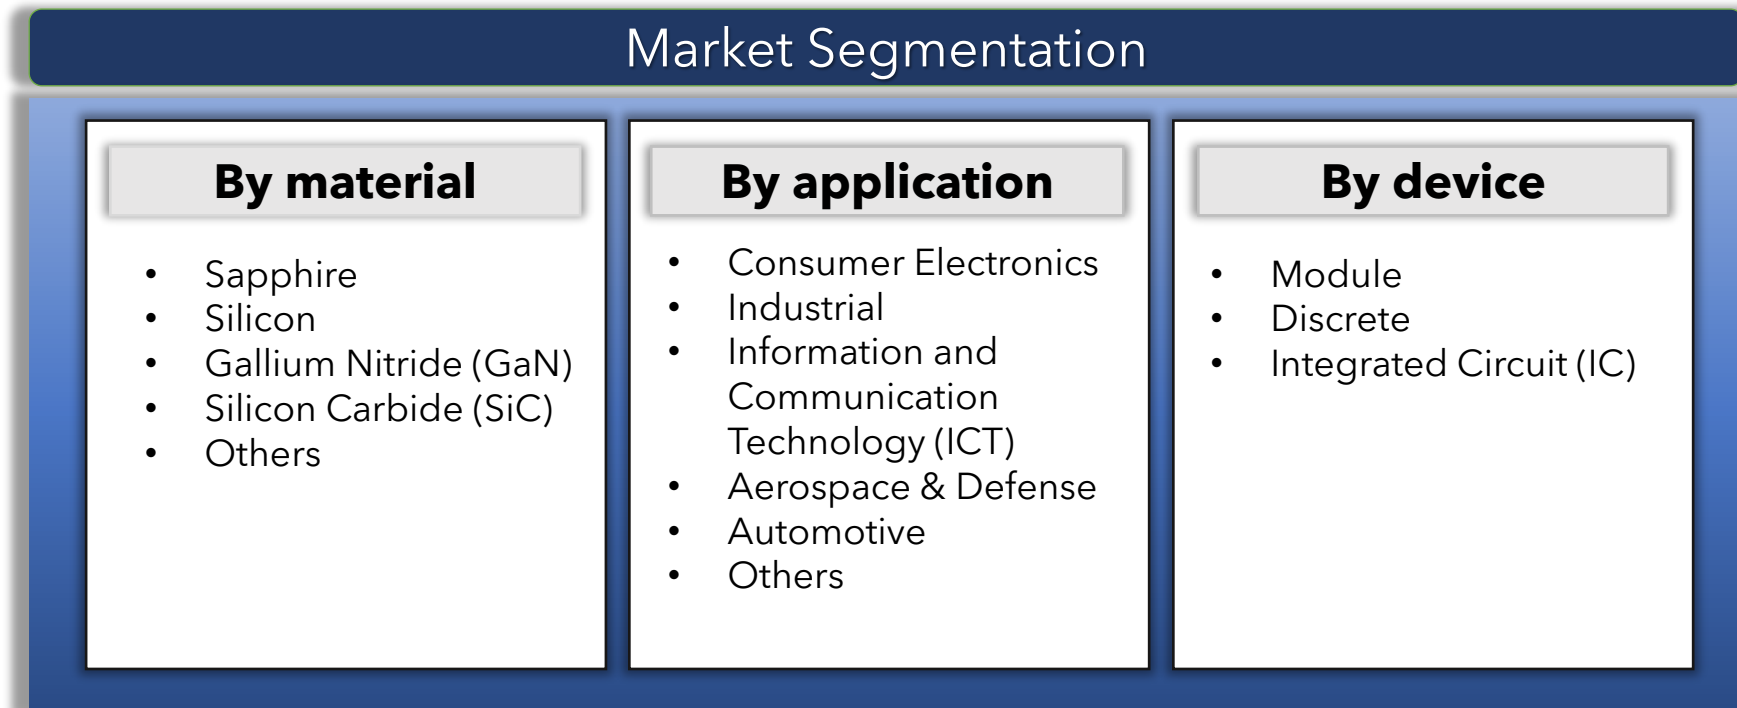 Market Segmentation
By material
• Sapphire
• Silicon
• Gallium Nitride (GaN)
• Silicon Carbide (SiC)
• Others
By application
• Consumer Electronics
• Industrial
• Information and
Communication
Technology (ICT)
• Aerospace & Defense
• Automotive
• Others
By device
• Module
• Discrete
• Integrated Circuit (IC)